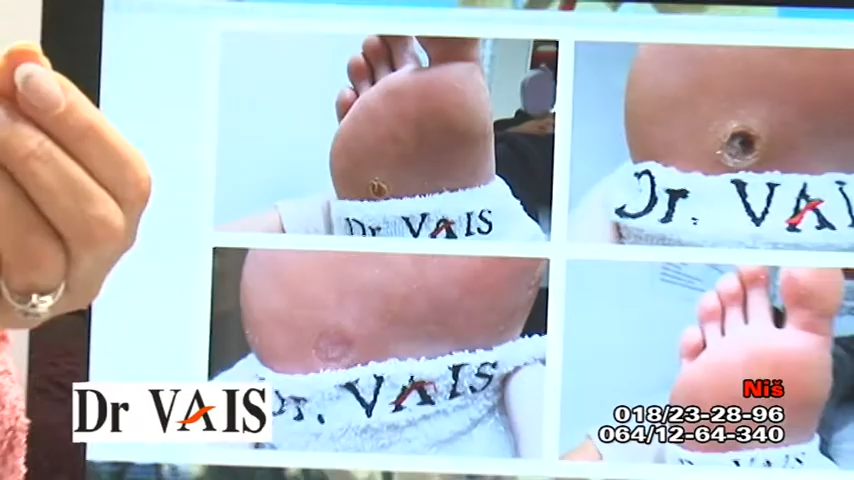 Dr VAIS
Dr. VAIS
Dr. VAIS
Dr. VAIS
Dr VAIS
Niš
018/23-28-96
064/12-64-340